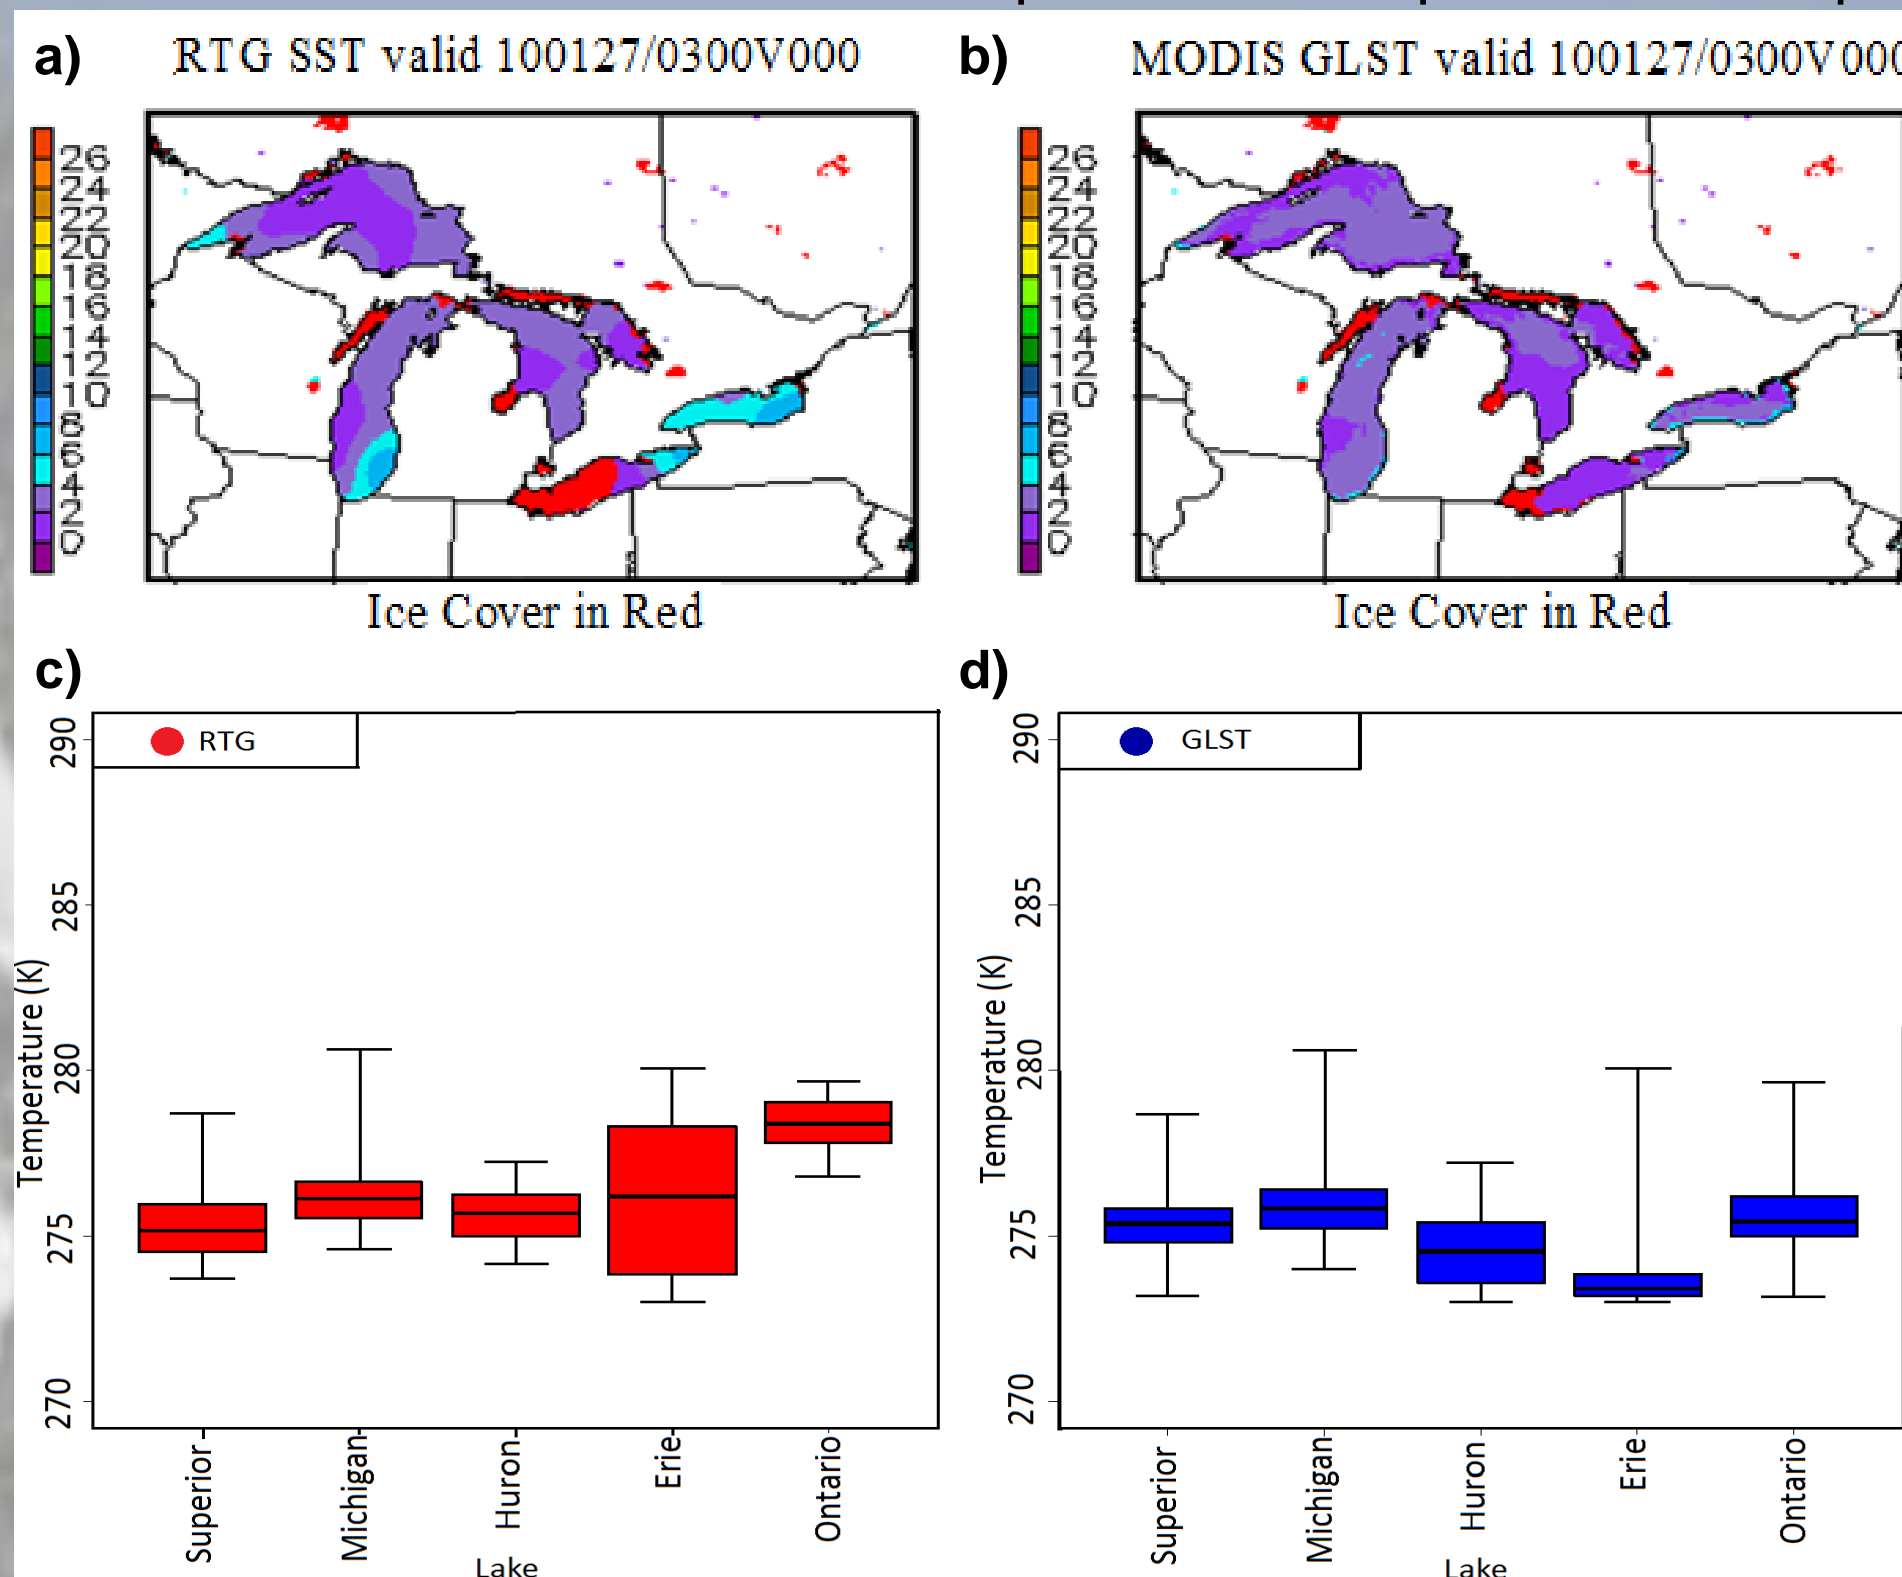 a)
RTG SST valid 100127/0300V000
26
24
22
20
18
16
14
12
10
8
6
4
2
0
Ice Cover in Red
b)
MODIS GLST valid 100127/0300V000
26
24
22
20
18
16
14
12
10
8
6
4
2
0
Ice Cover in Red
c)
RTG
Temperature (K)
290
285
280
275
270
Superior
Michigan
Huron
Erie
Ontario
Lake
d)
GLST
Temperature (K)
290
285
280
275
270
Superior
Michigan
Huron
Erie
Ontario
Lake